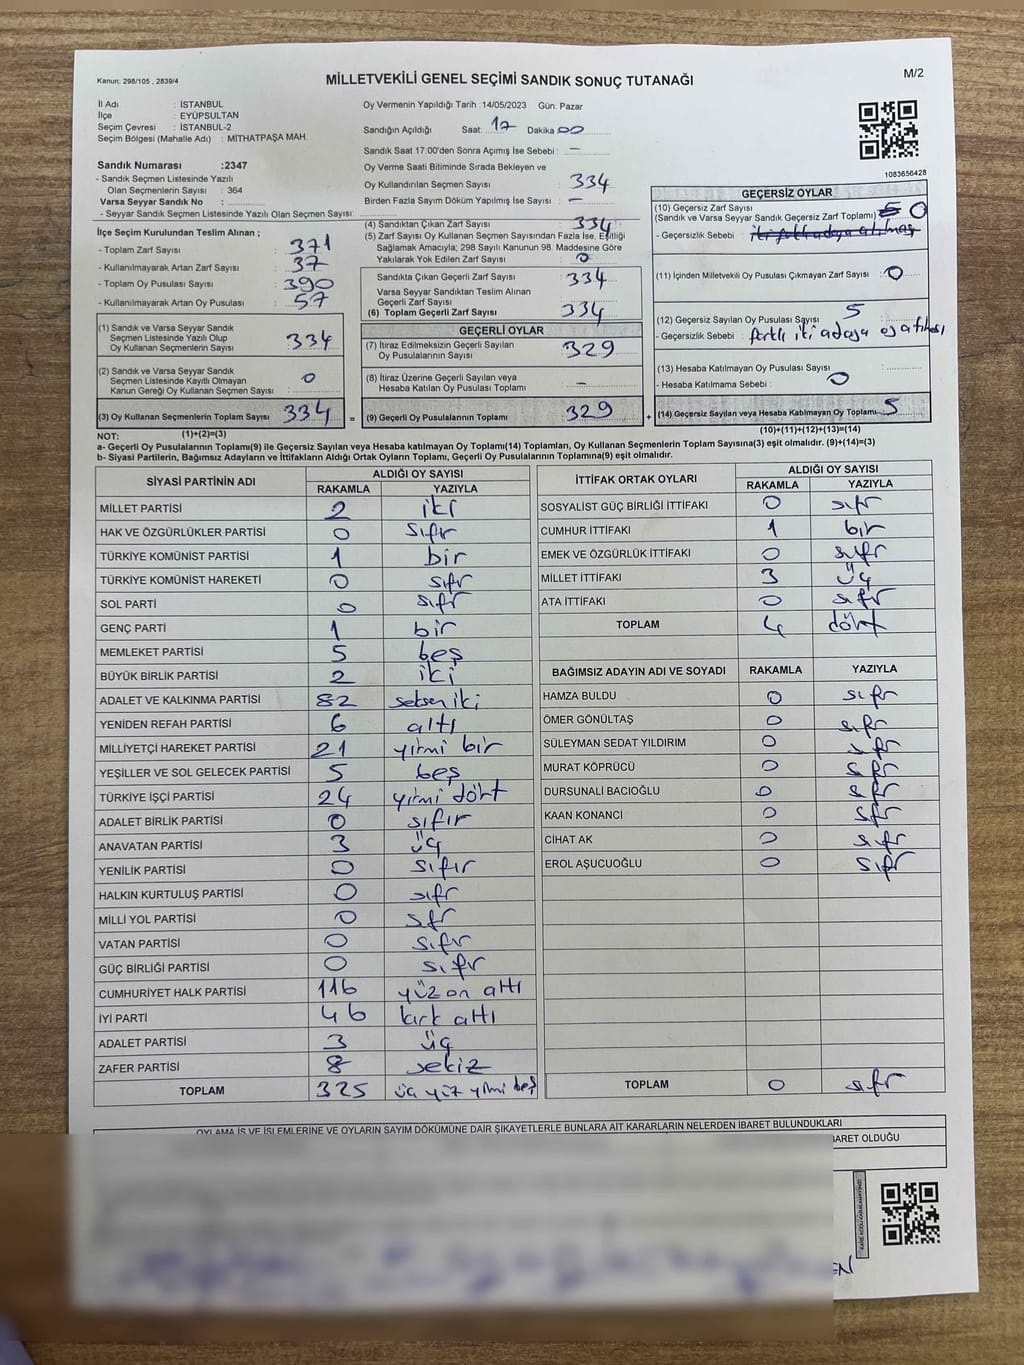 Kanun: 298/105 , 2839/4
MİLLETVEKİLİ GENEL SEÇİMİ SANDIK SONUÇ TUTANAĞI
M/2
İl Adı : İSTANBUL
İlçe : EYÜPSULTAN
Seçim Çevresi : İSTANBUL-2
Seçim Bölgesi (Mahalle Adı) : MİTHATPAŞA MAH.
Sandık Numarası :2347
- Sandık Seçmen Listesinde Yazılı
Olan Seçmenlerin Sayısı : 364
Varsa Seyyar Sandık No :
- Seyyar Sandık Seçmen Listesinde Yazılı Olan Seçmen Sayısı:
Oy Vermenin Yapıldığı Tarih :14/05/2023 Gün: Pazar
Sandığın Açıldığı Saat: 17 Dakika 00
Sandık Saat 17.00'den Sonra Açımış İse Sebebi : -
Oy Verme Saati Bitiminde Sırada Bekleyen ve
Oy Kullandırılan Seçmen Sayısı : 334
Birden Fazla Sayım Döküm Yapılmış İse Sayısı : -
1083656428
İlçe Seçim Kurulundan Teslim Alınan ;
- Toplam Zarf Sayısı : 371
- Kullanılmayarak Artan Zarf Sayısı : 37
- Toplam Oy Pusulası Sayısı : 390
- Kullanılmayarak Artan Oy Pusulası : 57
(1) Sandık ve Varsa Seyyar Sandık
Seçmen Listesinde Yazılı Olup
Oy Kullanan Seçmenlerin Sayısı : 334
(2) Sandık ve Varsa Seyyar Sandık
Seçmen Listesinde Kayıtlı Olmayan
Kanun Gereği Oy Kullanan Seçmen Sayısı : 0
(3) Oy Kullanan Seçmenlerin Toplam Sayısı 334
(1)+(2)=(3)
(4) Sandıktan Çıkan Zarf Sayısı : 334
(5) Zarf Sayısı Oy Kullanan Seçmen Sayısından Fazla İse, Eşitliği
Sağlamak Amacıyla; 298 Sayılı Kanunun 98. Maddesine Göre
Yakılarak Yok Edilen Zarf Sayısı : 0
Sandıkta Çıkan Geçerli Zarf Sayısı : 334
Varsa Seyyar Sandıktan Teslim Alınan
Geçerli Zarf Sayısı
(6) Toplam Geçerli Zarf Sayısı : 334
GEÇERLİ OYLAR
(7) İtiraz Edilmeksizin Geçerli Sayılan
Oy Pusulalarının Sayısı : 329
(8) İtiraz Üzerine Geçerli Sayılan veya
Hesaba Katılan Oy Pusulası Toplamı : -
= (9) Geçerli Oy Pusulalarının Toplamı : 329
GEÇERSİZ OYLAR
(10) Geçersiz Zarf Sayısı
(Sandık ve Varsa Seyyar Sandık Geçersiz Zarf Toplamı) 5 0
- Geçersizlik Sebebi :
(11) İçinden Milletvekili Oy Pusulası Çıkmayan Zarf Sayısı : 0
(12) Geçersiz Sayılan Oy Pusulası Sayısı : 5
- Geçersizlik Sebebi : farklı iki adaya oy atılması
(13) Hesaba Katılmayan Oy Pusulası Sayısı :
- Hesaba Katılmama Sebebi : 0
+ (14) Geçersiz Sayılan veya Hesaba Katılmayan Oy Toplamı 5
(10)+(11)+(12)+(13)=(14)
NOT:
a- Geçerli Oy Pusulalarının Toplamı(9) ile Geçersiz Sayılan veya Hesaba katılmayan Oy Toplamı(14) Toplamları, Oy Kullanan Seçmenlerin Toplam Sayısına(3) eşit olmalıdır. (9)+(14)=(3)
b- Siyasi Partilerin, Bağımsız Adayların ve İttifakların Aldığı Ortak Oyların Toplamı, Geçerli Oy Pusulalarının Toplamına(9) eşit olmalıdır.
SİYASİ PARTİNİN ADI ALDIĞI OY SAYISI
RAKAMLA YAZIYLA
MİLLET PARTİSİ 2 iki
HAK VE ÖZGÜRLÜKLER PARTİSİ 0 sıfır
TÜRKİYE KOMÜNİST PARTİSİ 1 bir
TÜRKİYE KOMÜNİST HAREKETİ 0 sıfr
SOL PARTİ 0 sıfr
GENÇ PARTİ 1 bir
MEMLEKET PARTİSİ 5 beş
BÜYÜK BİRLİK PARTİSİ 2 iki
ADALET VE KALKINMA PARTİSİ 82 seksen iki
YENİDEN REFAH PARTİSİ 6 altı
MİLLİYETÇİ HAREKET PARTİSİ 21 yirmi bir
YEŞİLLER VE SOL GELECEK PARTİSİ 5 beş
TÜRKİYE İŞÇİ PARTİSİ 24 yirmi dört
ADALET BİRLİK PARTİSİ 0 sıfır
ANAVATAN PARTİSİ 3 üç
YENİLİK PARTİSİ 0 sıfır
HALKIN KURTULUŞ PARTİSİ 0 sıfr
MİLLİ YOL PARTİSİ 0 sfr
VATAN PARTİSİ 0 sıfır
GÜÇ BİRLİĞİ PARTİSİ 0 sıfır
CUMHURİYET HALK PARTİSİ 116 yüz on altı
İYİ PARTİ 46 kırk altı
ADALET PARTİSİ 3 üç
ZAFER PARTİSİ 8 sekiz
TOPLAM 325 üç yüz yirmi beş
İTTİFAK ORTAK OYLARI ALDIĞI OY SAYISI
RAKAMLA YAZIYLA
SOSYALİST GÜÇ BİRLİĞİ İTTİFAKI 0 sıfr
CUMHUR İTTİFAKI 1 bir
EMEK VE ÖZGÜRLÜK İTTİFAKI 0 sıfr
MİLLET İTTİFAKI 3 üç
ATA İTTİFAKI 0 sıfr
TOPLAM 4 dört
BAĞIMSIZ ADAYIN ADI VE SOYADI RAKAMLA YAZIYLA
HAMZA BULDU 0 sıfr
ÖMER GÖNÜLTAŞ 0 sıfr
SÜLEYMAN SEDAT YILDIRIM 0 sıfr
MURAT KÖPRÜCÜ 0 sıfr
DURSUNALİ BACIOĞLU 0 sıfr
KAAN KONANCİ 0 sfr
CİHAT AK 0 sıfr
EROL AŞUCUOĞLU 0 sıfr
TOPLAM 0 sıfr
OYLAMA İŞ VE İŞLEMLERİNE VE OYLARIN SAYIM DÖKÜMÜNE DAİR ŞİKAYETLERLE BUNLARA AİT KARARLARIN NELERDEN İBARET BULUNDUKLARI
BARET OLDUĞU